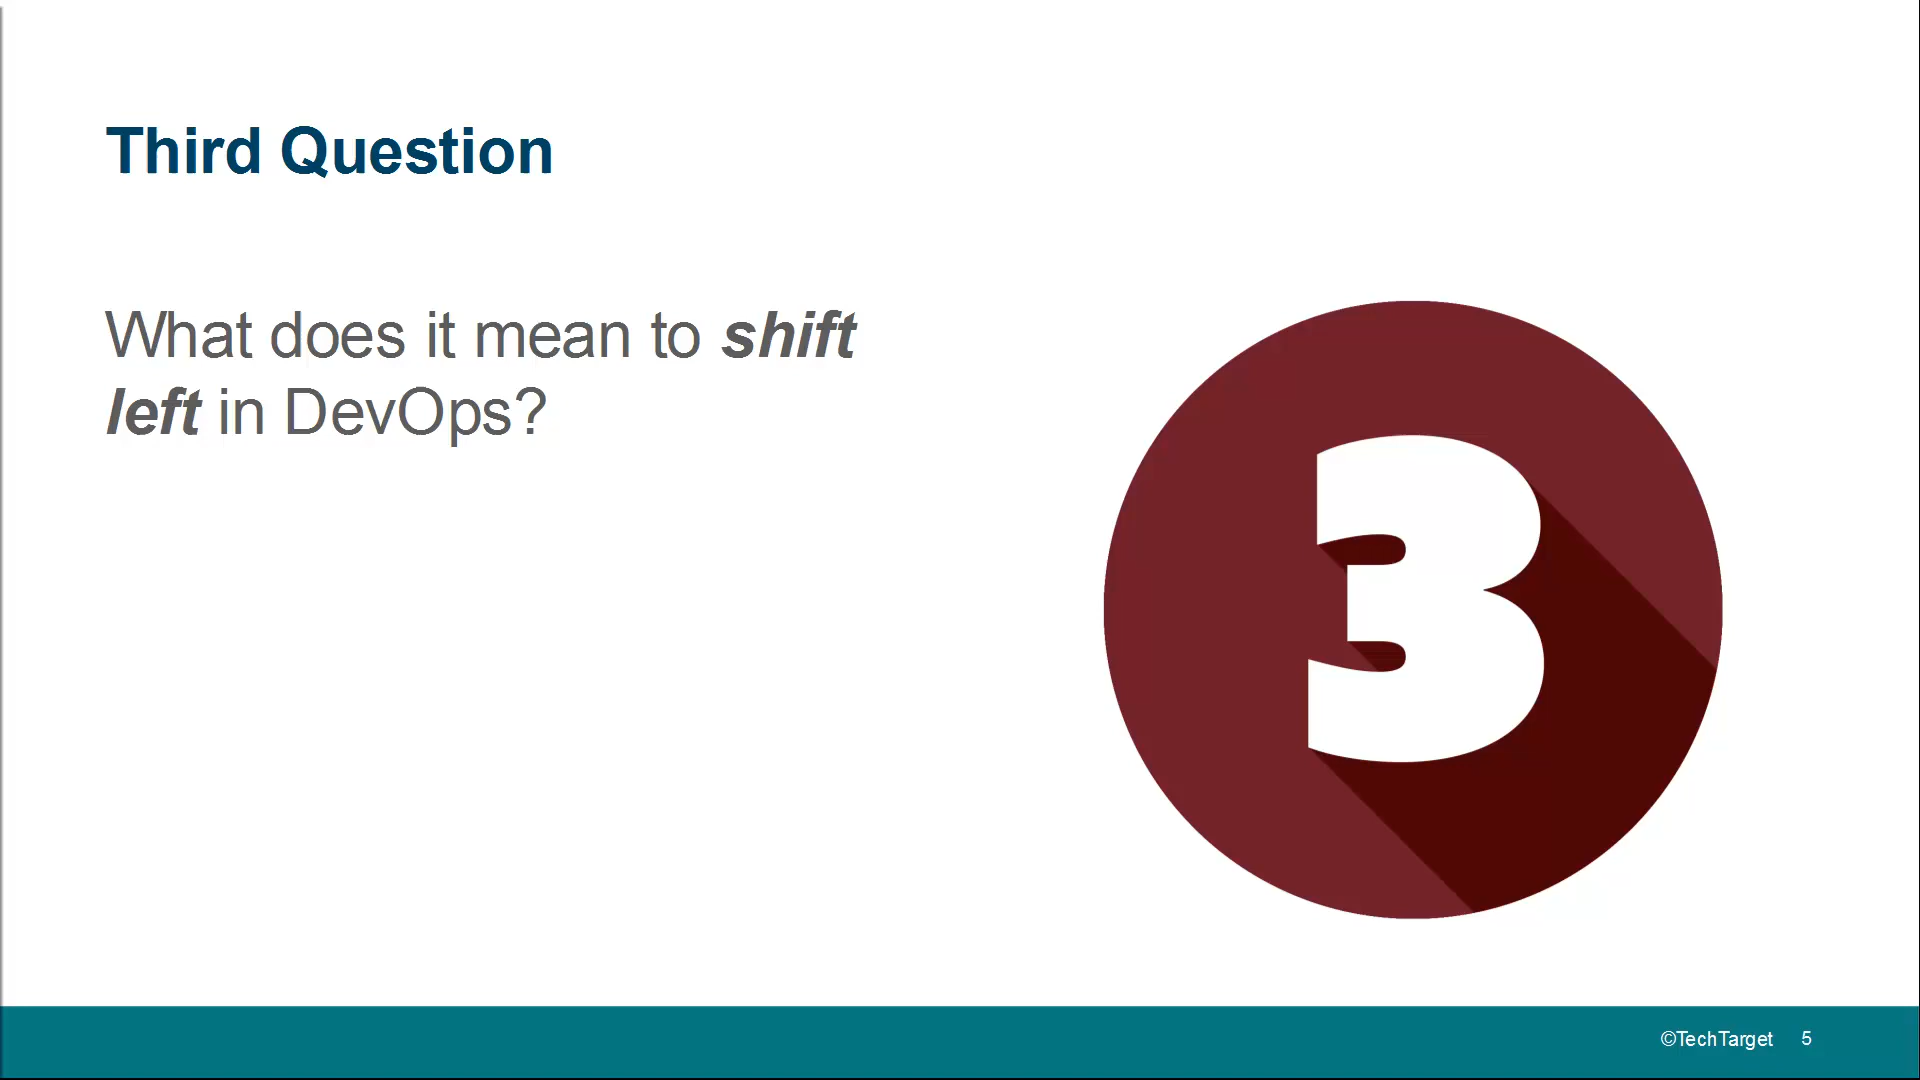 Third Question
What does it mean to shift
left in DevOps?
3
©TechTarget 5